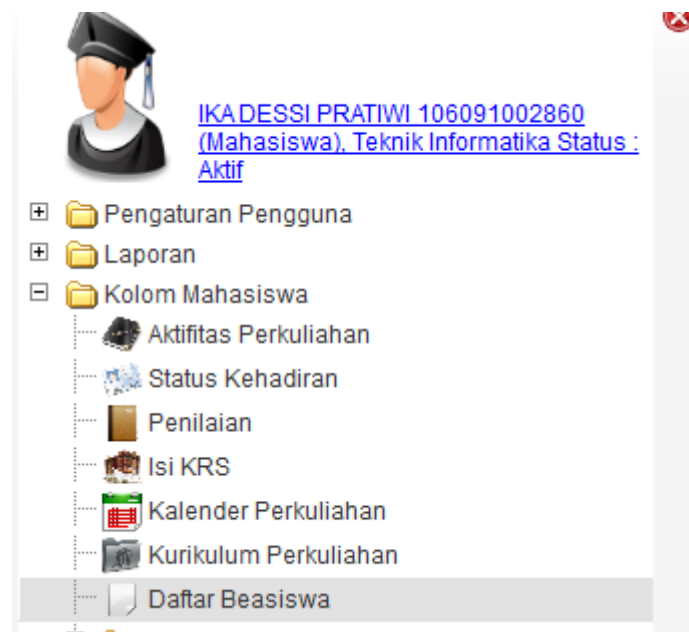 IKA DESSI PRATIWI 106091002860
(Mahasiswa), Teknik Informatika Status :
Aktif
Pengaturan Pengguna
Laporan
Kolom Mahasiswa
Aktifitas Perkuliahan
Status Kehadiran
Penilaian
Isi KRS
Kalender Perkuliahan
Kurikulum Perkuliahan
Daftar Beasiswa